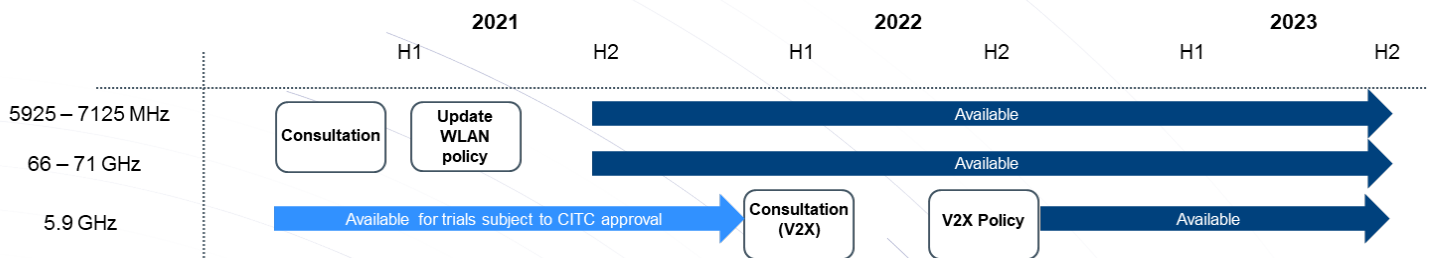 2021
2022
2023
H1
H2
H1
H2
H1
H2
5925 – 7125 MHz
Consultation
Update
WLAN
policy
Available
66 – 71 GHz
Available
5.9 GHz
Available for trials subject to CITC approval
Consultation
(V2X)
V2X Policy
Available